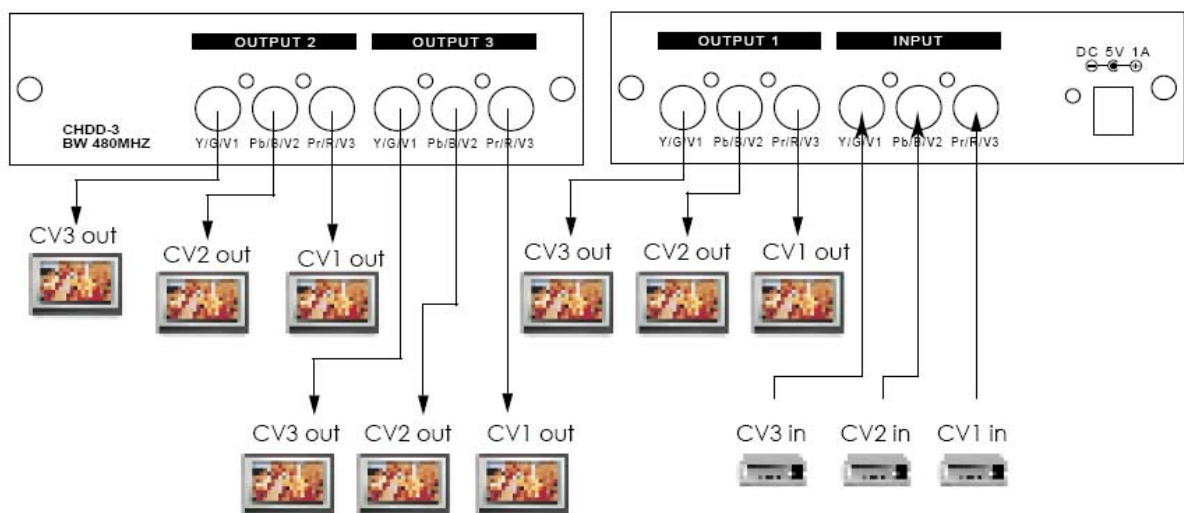 OUTPUT 2 OUTPUT 3
CHDD-3
BW 480MHZ
Y/G/V1 Pb/B/V2 Pr/R/V3 Y/G/V1 Pb/B/V2 Pr/R/V3
OUTPUT 1 INPUT
DC 5V 1A
Y/G/V1 Pb/B/V2 Pr/R/V3 Y/G/V1 Pb/B/V2 Pr/R/V3
CV3 out CV2 out CV1 out
CV3 out CV2 out CV1 out
CV3 out CV2 out CV1 out
CV3 in CV2 in CV1 in